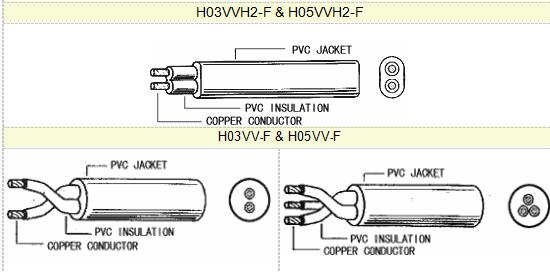 H03VVH2-F & H05VVH2-F
PVC JACKET
PVC INSULATION
COPPER CONDUCTOR
H03VV-F & H05VV-F
PVC JACKET
PVC INSULATION
COPPER CONDUCTOR
PVC JACKET
PVC INSULATION
COPPER CONDUCTOR